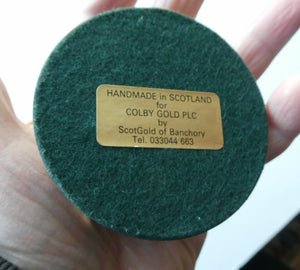 HANDMADE in SCOTLAND
for
COLBY GOLD PLC
by
ScotGold of Banchory
Tel. 033044 663